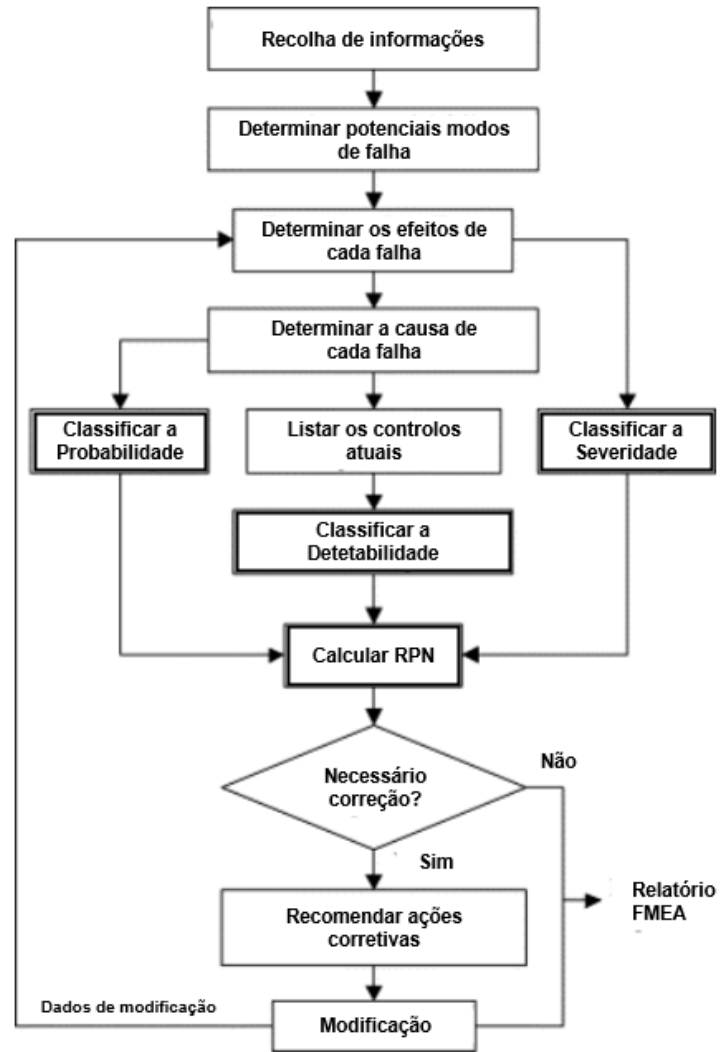 Recolha de informações
Determinar potenciais modos
de falha
Determinar os efeitos de
cada falha
Determinar a causa de
cada falha
Classificar a
Probabilidade
Listar os controlos
atuais
Classificar a
Severidade
Classificar a
Detetabilidade
Calcular RPN
Necessário
correção?
Não
Sim
Relatório
FMEA
Recomendar ações
corretivas
Dados de modificação
Modificação